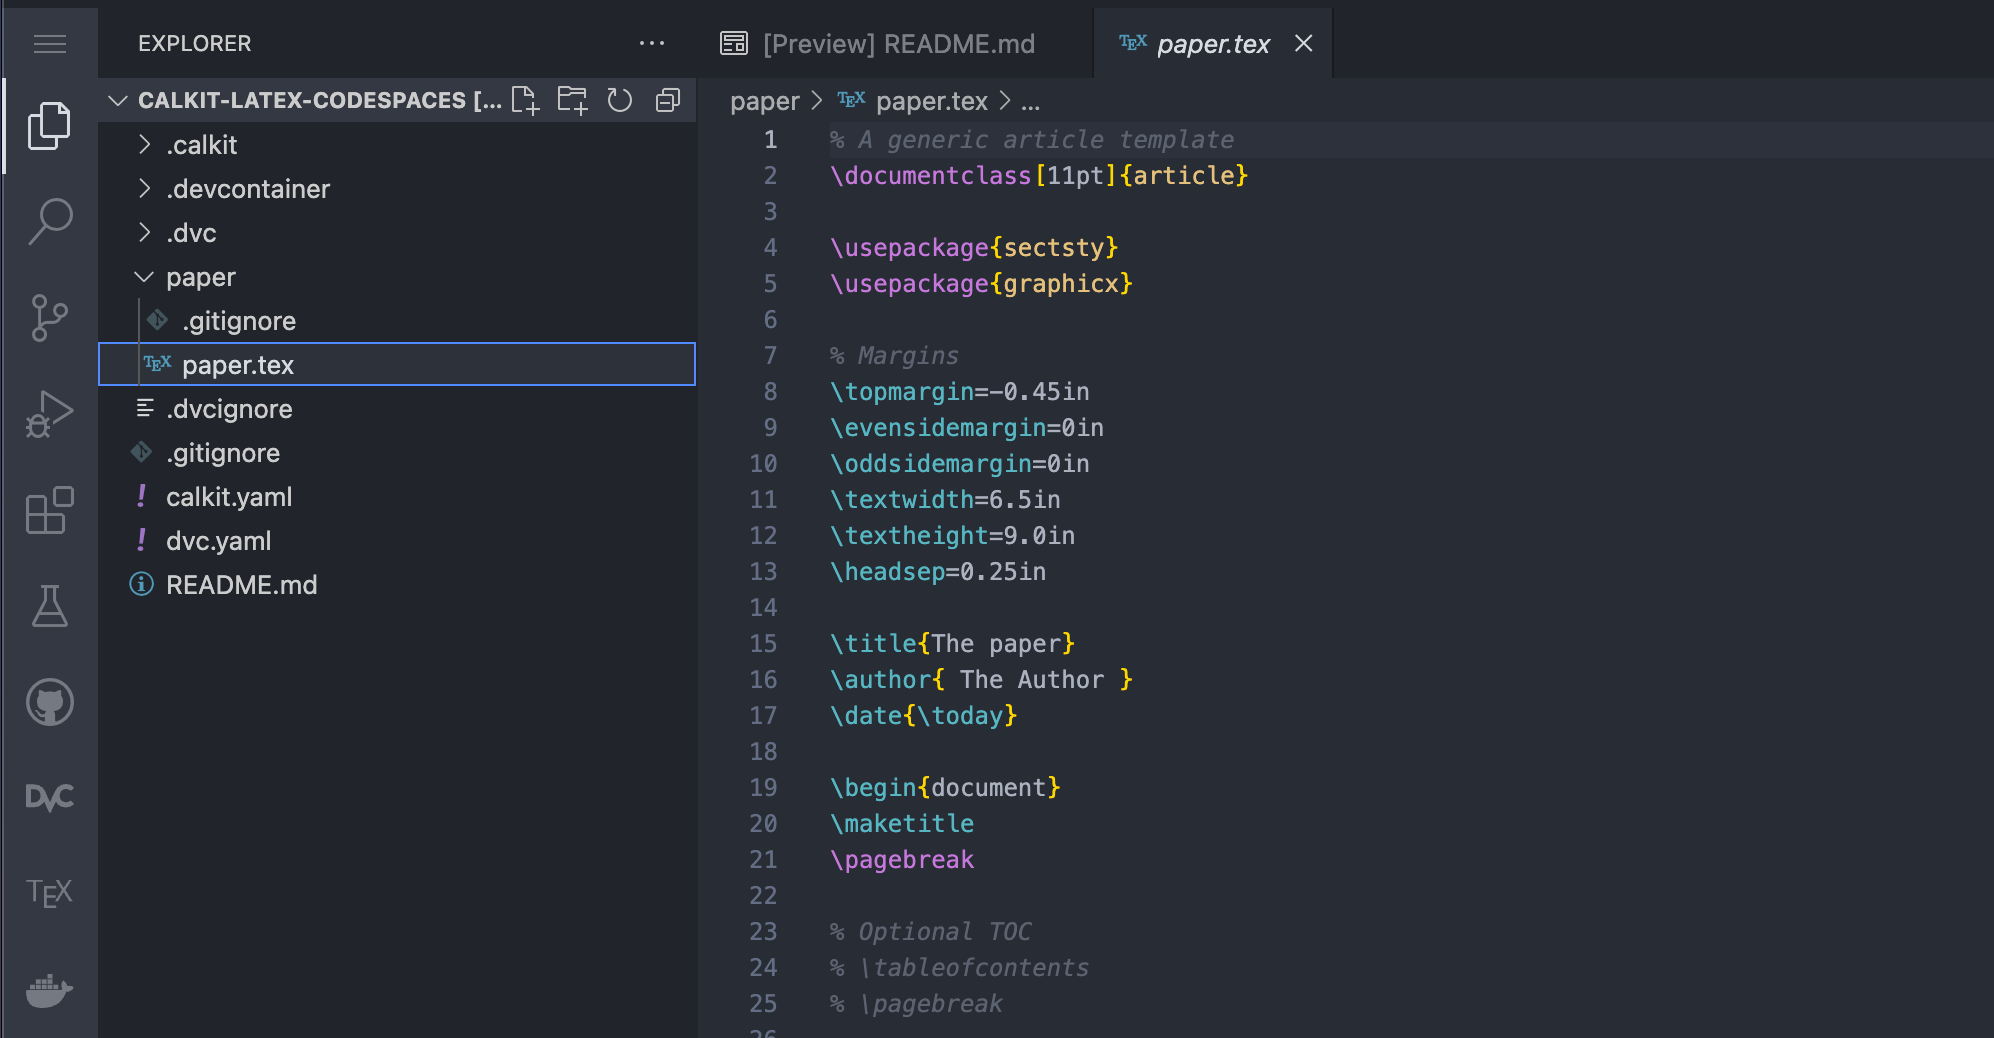 EXPLORER
CALKIT-LATEX-CODESPACES [...
.calkit
.devcontainer
.dvc
paper
.gitignore
TEX paper.tex
.dvcignore
.gitignore
! calkit.yaml
! dvc.yaml
README.md
DVC
TEX
[Preview] README.md
TEX paper.tex
paper > TEX paper.tex > ...
1 % A generic article template
2 \documentclass[11pt]{article}
3
4 \usepackage{sectsty}
5 \usepackage{graphicx}
6
7 % Margins
8 \topmargin=-0.45in
9 \evensidemargin=0in
10 \oddsidemargin=0in
11 \textwidth=6.5in
12 \textheight=9.0in
13 \headsep=0.25in
14
15 \title{The paper}
16 \author{ The Author }
17 \date{\today}
18
19 \begin{document}
20 \maketitle
21 \pagebreak
22
23 % Optional TOC
24 % \tableofcontents
25 % \pagebreak
26